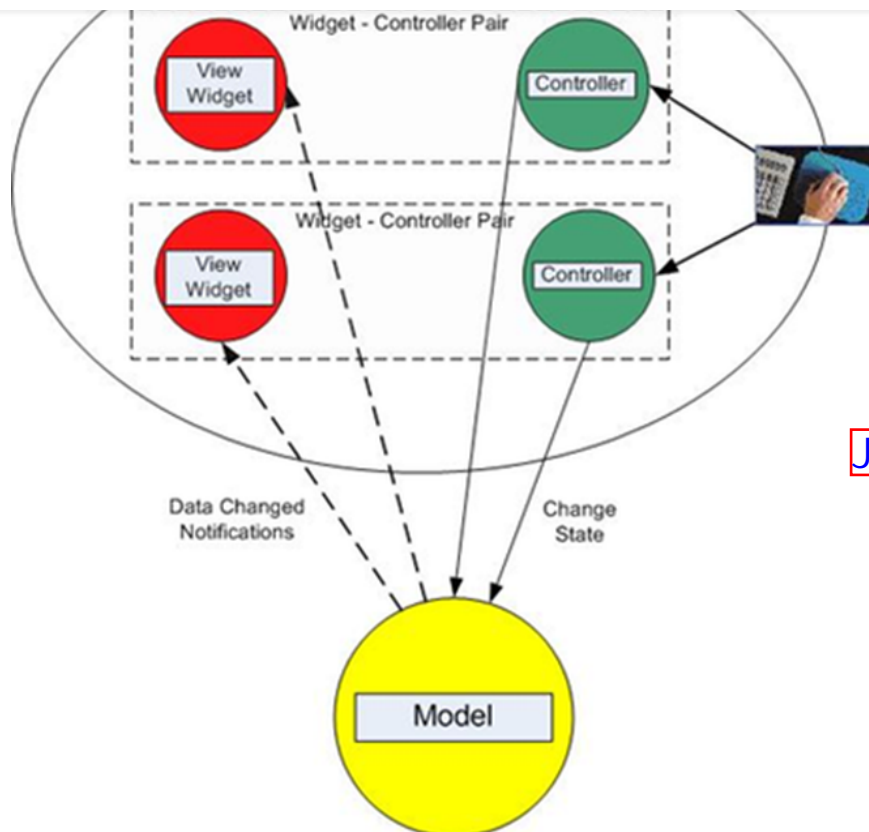 Widget - Controller Pair
View
Widget
Controller
Widget - Controller Pair
View
Widget
Controller
J
Data Changed
Notifications
Change
State
Model